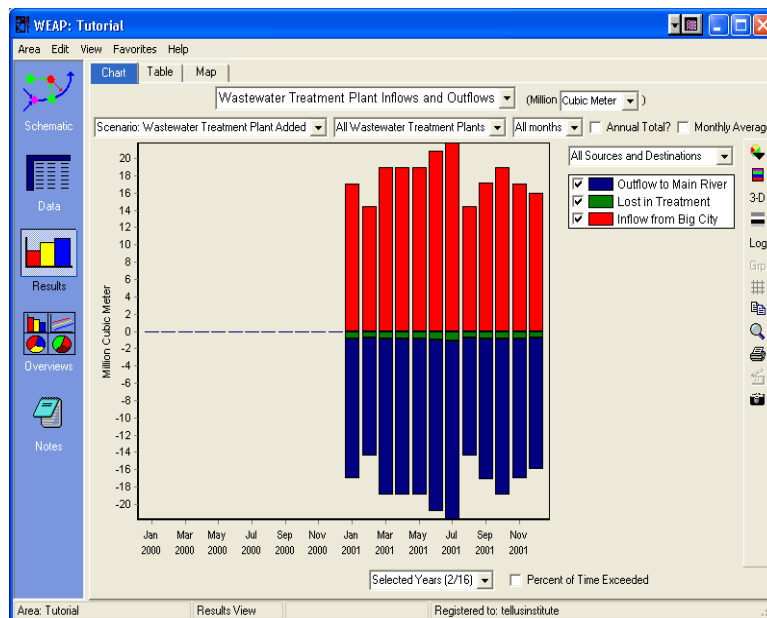 WEAP: Tutorial
Area Edit View Favorites Help
Chart Table Map
Wastewater Treatment Plant Inflows and Outflows (Million Cubic Meter )
Scenario: Wastewater Treatment Plant Added All Wastewater Treatment Plants All months Annual Total? Monthly Average
Schematic
Data
Results
Overviews
Notes
All Sources and Destinations
Outflow to Main River
Lost in Treatment
Inflow from Big City
3-D
Log
Grp
Million Cubic Meter
20
18
16
14
12
10
8
6
4
2
0
-2
-4
-6
-8
-10
-12
-14
-16
-18
-20
Jan Mar May Jul Sep Nov Jan Mar May Jul Sep Nov
2000 2000 2000 2000 2000 2000 2001 2001 2001 2001 2001 2001
Selected Years (2/16) Percent of Time Exceeded
Area: Tutorial Results View Registered to: tellusinstitute